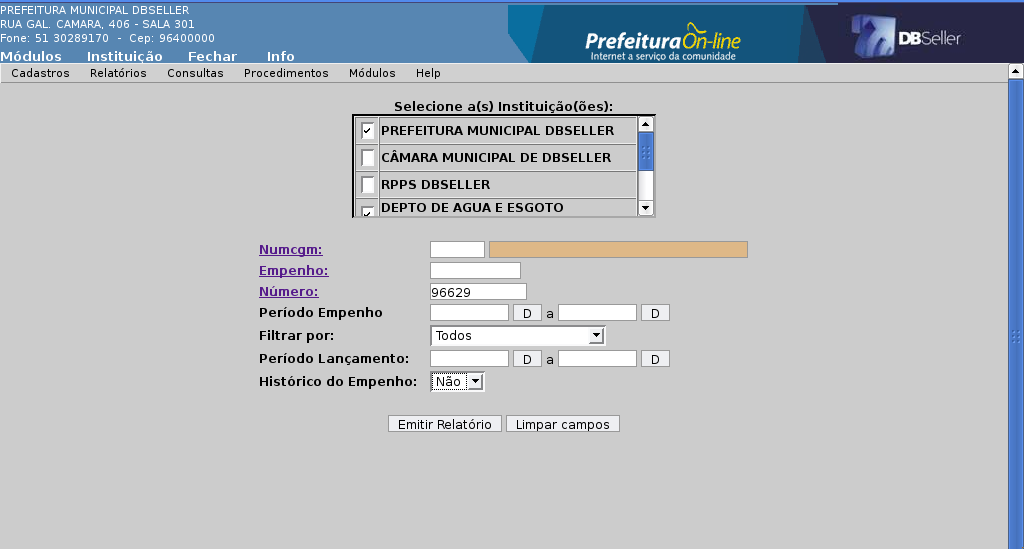 PREFEITURA MUNICIPAL DBSELLER
RUA GAL. CAMARA, 406 - SALA 301
Fone: 51 30289170 - Cep: 96400000
Prefeitura On-line
Internet a serviço da comunidade
DBSeller
Módulos Instituição Fechar Info
Cadastros Relatórios Consultas Procedimentos Módulos Help
Selecione a(s) Instituição(ões):
PREFEITURA MUNICIPAL DBSELLER
CÂMARA MUNICIPAL DE DBSELLER
RPPS DBSELLER
DEPTO DE AGUA E ESGOTO
Numcgm:
Empenho:
Número: 96629
Período Empenho D a D
Filtrar por: Todos
Período Lançamento: D a D
Histórico do Empenho: Não
Emitir Relatório Limpar campos